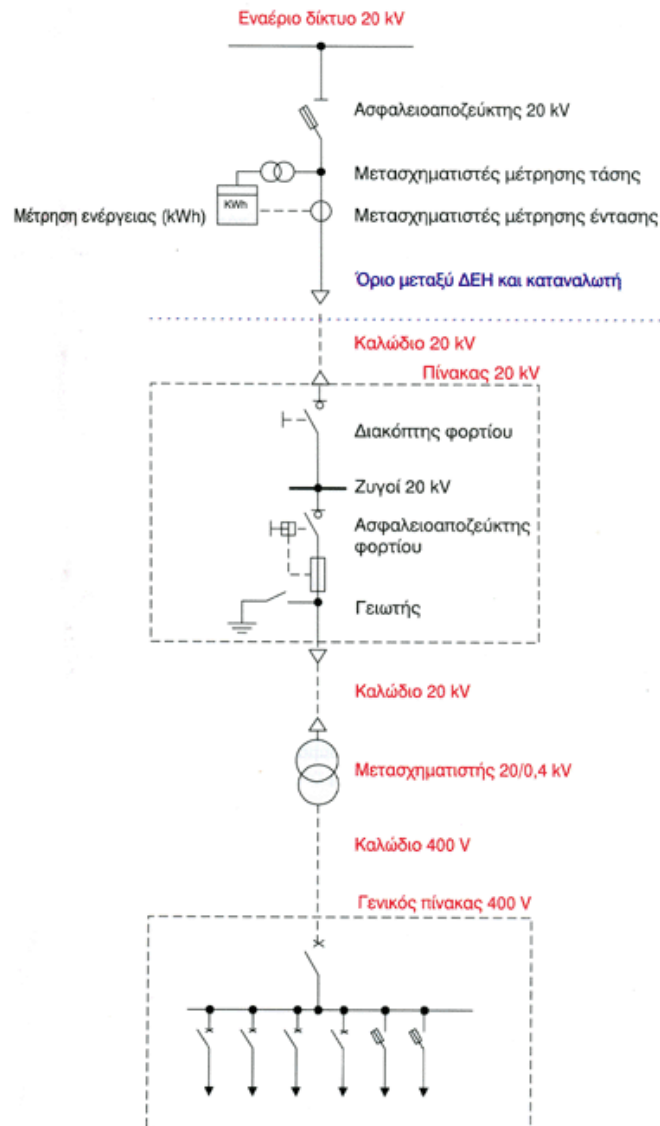 Εναέριο δίκτυο 20 kV
Ασφαλειοαποζεύκτης 20 kV
Μετασχηματιστές μέτρησης τάσης
KWh
Μέτρηση ενέργειας (kWh)
Μετασχηματιστές μέτρησης έντασης
Όριο μεταξύ ΔΕΗ και καταναλωτή
Καλώδιο 20 kV
Πίνακας 20 kV
Διακόπτης φορτίου
Ζυγοί 20 kV
Ασφαλειοαποζεύκτης
φορτίου
Γειωτής
Καλώδιο 20 kV
Μετασχηματιστής 20/0,4 kV
Καλώδιο 400 V
Γενικός πίνακας 400 V